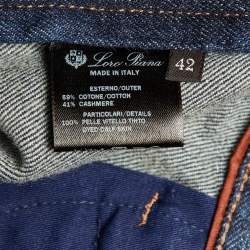 Loro Piana
MADE IN ITALY
42
ESTERNO/OUTER
59% COTONE/COTTON
41% CASHMERE
PARTICOLARI/DETAILS
100% PELLE VITELLO TINTO
DYED CALF SKIN